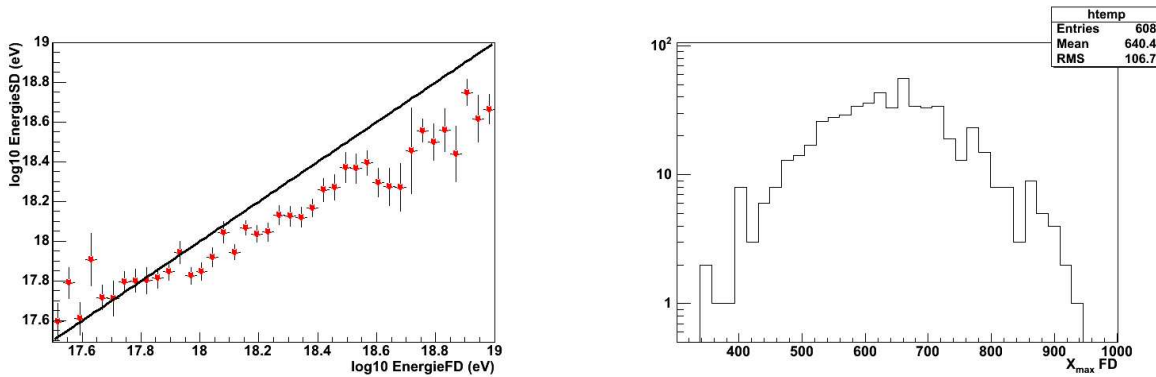 log10 EnergieSD (eV)
19
18.8
18.6
18.4
18.2
18
17.8
17.6
17.6 17.8 18 18.2 18.4 18.6 18.8 19
log10 EnergieFD (eV)
htemp
Entries 608
Mean 640.4
RMS 106.7
10²
10
1
400 500 600 700 800 900 1000
X_max FD